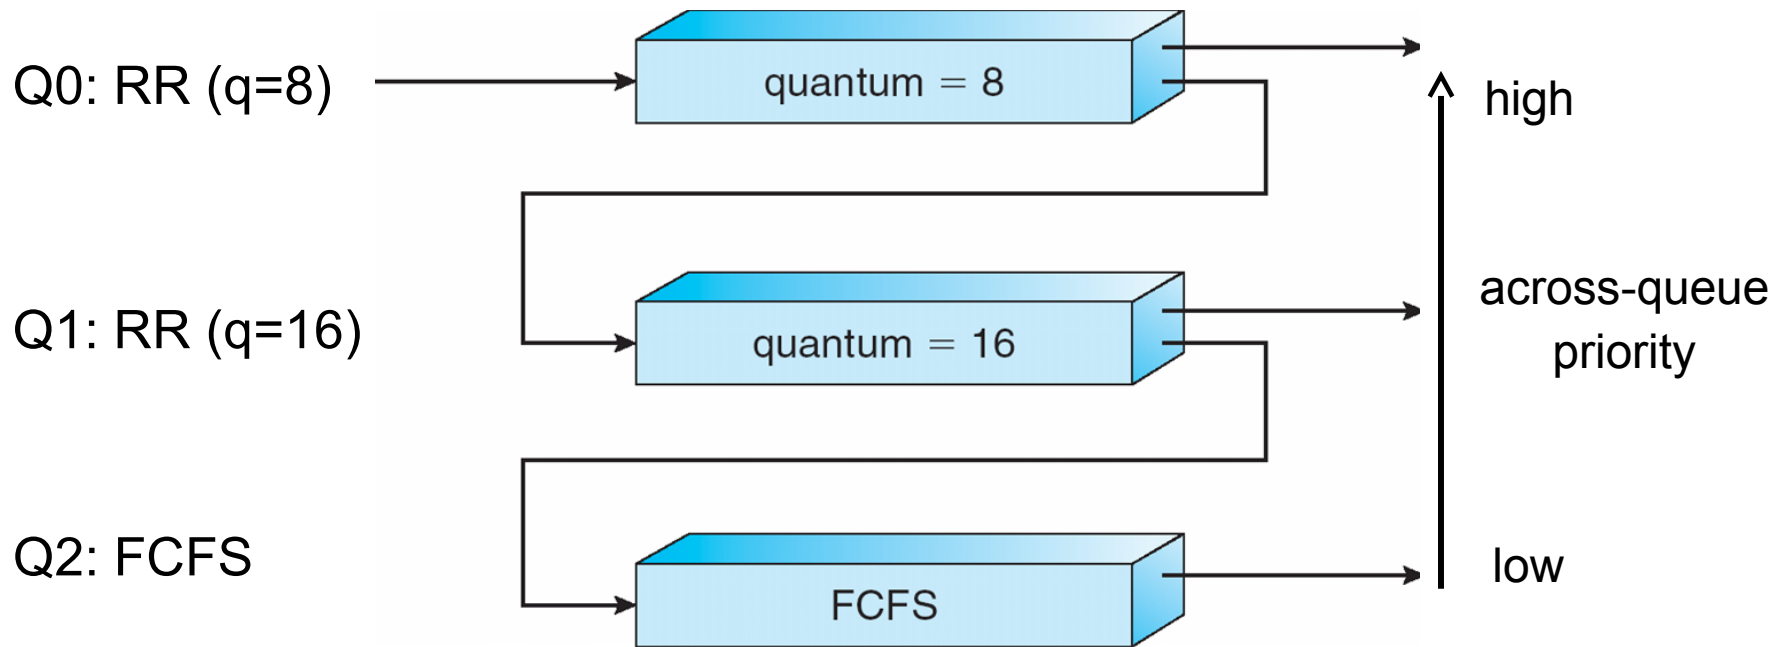 Q0: RR (q=8)
quantum = 8
high
Q1: RR (q=16)
quantum = 16
across-queue
priority
Q2: FCFS
FCFS
low